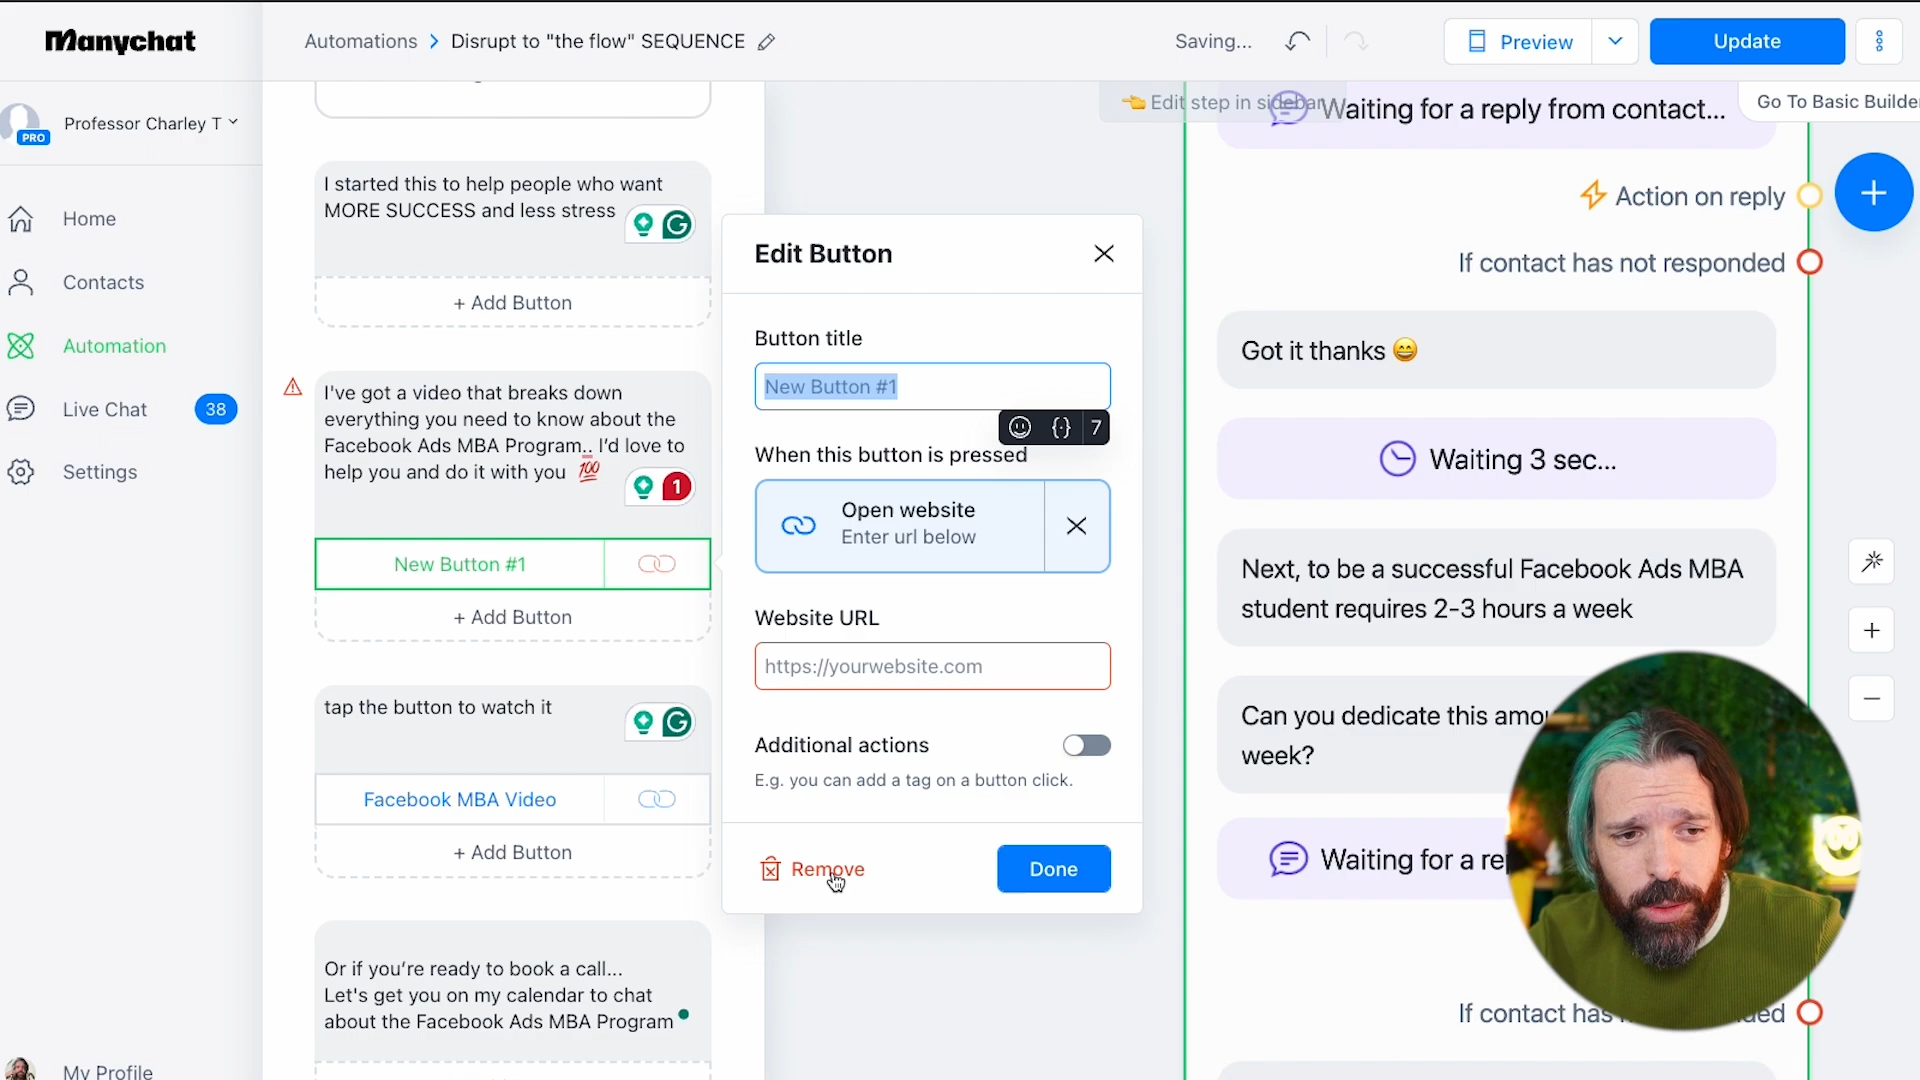 Manychat
Automations > Disrupt to "the flow" SEQUENCE
Saving...
Preview
Update
Professor Charley T
PRO
Home
Contacts
Automation
Live Chat 38
Settings
My Profile
I started this to help people who want
MORE SUCCESS and less stress
+ Add Button
I've got a video that breaks down
everything you need to know about the
Facebook Ads MBA Program.. I'd love to
help you and do it with you 💯
1
New Button #1
+ Add Button
tap the button to watch it
Facebook MBA Video
+ Add Button
Or if you're ready to book a call...
Let's get you on my calendar to chat
about the Facebook Ads MBA Program
Edit Button
Button title
New Button #1
7
When this button is pressed
Open website
Enter url below
Website URL
https://yourwebsite.com
Additional actions
E.g. you can add a tag on a button click.
Remove
Done
👈 Edit step in sidebar
Waiting for a reply from contact...
Go To Basic Builder
Action on reply
If contact has not responded
Got it thanks 😄
Waiting 3 sec...
Next, to be a successful Facebook Ads MBA
student requires 2-3 hours a week
Can you dedicate this
week?
Waiting for a
If contact has